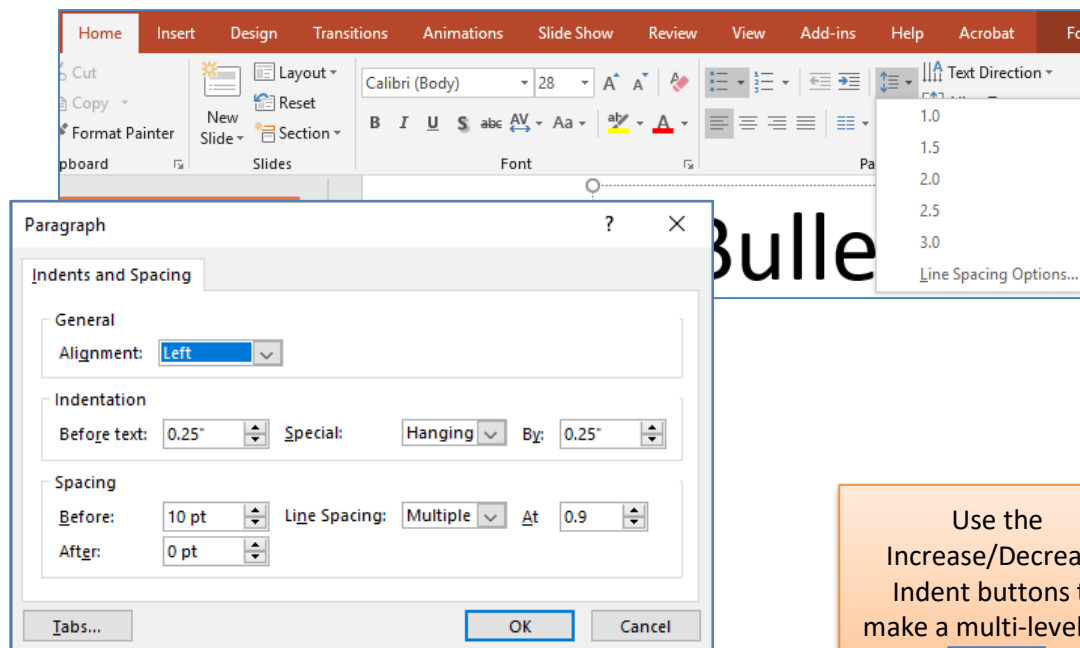 Home Insert Design Transitions Animations Slide Show Review View Add-ins Help Acrobat
Cut
Copy
Format Painter
New
Slide
Layout
Reset
Section
Slides
Calibri (Body) 28 A A
B I U S abc AV Aa aby A
Font
Text Direction
1.0
1.5
2.0
2.5
3.0
Line Spacing Options...
Bulle
Paragraph ? X
Indents and Spacing
General
Alignment: Left
Indentation
Before text: 0.25" Special: Hanging By: 0.25"
Spacing
Before: 10 pt Line Spacing: Multiple At 0.9
After: 0 pt
Tabs... OK Cancel
Use the
Increase/Decrea
Indent buttons
make a multi-level